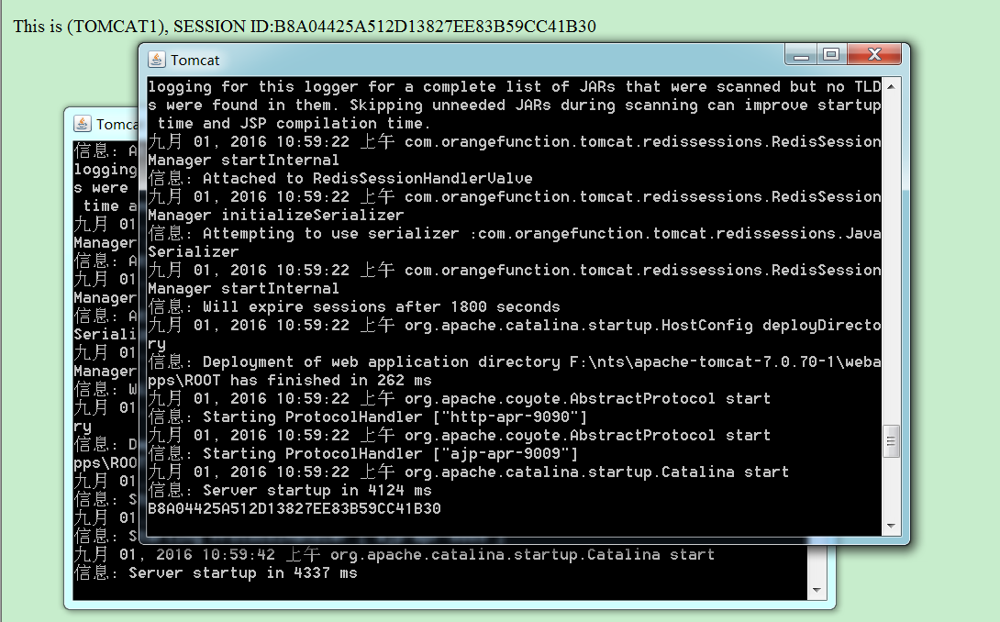 This is (TOMCAT1), SESSION ID:B8A04425A512D13827EE83B59CC41B30
Tomcat
logging for this logger for a complete list of JARs that were scanned but no TLD
s were found in them. Skipping unneeded JARs during scanning can improve startup
time and JSP compilation time.
九月 01, 2016 10:59:22 上午 com.orangefunction.tomcat.redissessions.RedisSession
Manager startInternal
信息: Attached to RedisSessionHandlerValve
九月 01, 2016 10:59:22 上午 com.orangefunction.tomcat.redissessions.RedisSession
Manager initializeSerializer
信息: Attempting to use serializer :com.orangefunction.tomcat.redissessions.Java
Serializer
九月 01, 2016 10:59:22 上午 com.orangefunction.tomcat.redissessions.RedisSession
Manager startInternal
信息: Will expire sessions after 1800 seconds
九月 01, 2016 10:59:22 上午 org.apache.catalina.startup.HostConfig deployDirecto
ry
信息: Deployment of web application directory F:\nts\apache-tomcat-7.0.70-1\weba
pps\ROOT has finished in 262 ms
九月 01, 2016 10:59:22 上午 org.apache.coyote.AbstractProtocol start
信息: Starting ProtocolHandler ["http-apr-9090"]
九月 01, 2016 10:59:22 上午 org.apache.coyote.AbstractProtocol start
信息: Starting ProtocolHandler ["ajp-apr-9009"]
九月 01, 2016 10:59:22 上午 org.apache.catalina.startup.Catalina start
信息: Server startup in 4124 ms
B8A04425A512D13827EE83B59CC41B30
Tomca
信息: A
logging
s were
time a
九月 01
Manager
信息: A
九月 01
Manager
信息: A
Seriali
九月 01
Manager
信息: W
九月 01
ry
信息: D
pps\ROO
九月 01
信息: S
九月 01
信息: S
九月 01, 2016 10:59:42 上午 org.apache.catalina.startup.Catalina start
信息: Server startup in 4337 ms